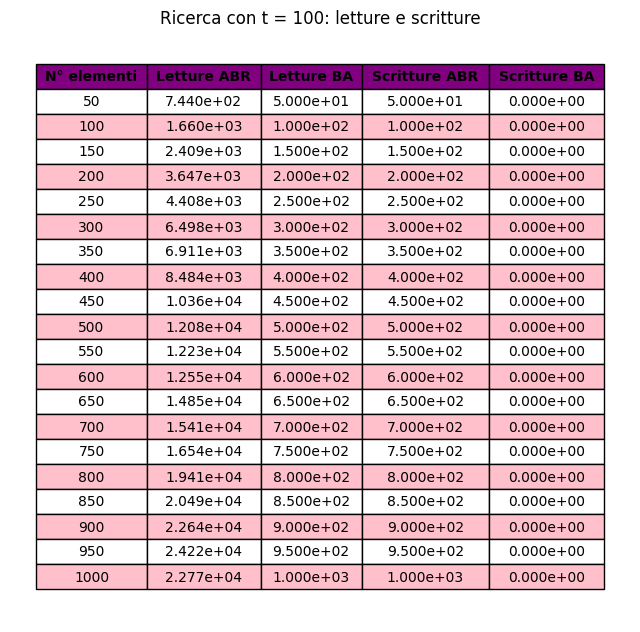 Ricerca con t = 100: letture e scritture
N° elementi Letture ABR Letture BA Scritture ABR Scritture BA
50 7.440e+02 5.000e+01 5.000e+01 0.000e+00
100 1.660e+03 1.000e+02 1.000e+02 0.000e+00
150 2.409e+03 1.500e+02 1.500e+02 0.000e+00
200 3.647e+03 2.000e+02 2.000e+02 0.000e+00
250 4.408e+03 2.500e+02 2.500e+02 0.000e+00
300 6.498e+03 3.000e+02 3.000e+02 0.000e+00
350 6.911e+03 3.500e+02 3.500e+02 0.000e+00
400 8.484e+03 4.000e+02 4.000e+02 0.000e+00
450 1.036e+04 4.500e+02 4.500e+02 0.000e+00
500 1.208e+04 5.000e+02 5.000e+02 0.000e+00
550 1.223e+04 5.500e+02 5.500e+02 0.000e+00
600 1.255e+04 6.000e+02 6.000e+02 0.000e+00
650 1.485e+04 6.500e+02 6.500e+02 0.000e+00
700 1.541e+04 7.000e+02 7.000e+02 0.000e+00
750 1.654e+04 7.500e+02 7.500e+02 0.000e+00
800 1.941e+04 8.000e+02 8.000e+02 0.000e+00
850 2.049e+04 8.500e+02 8.500e+02 0.000e+00
900 2.264e+04 9.000e+02 9.000e+02 0.000e+00
950 2.422e+04 9.500e+02 9.500e+02 0.000e+00
1000 2.277e+04 1.000e+03 1.000e+03 0.000e+00